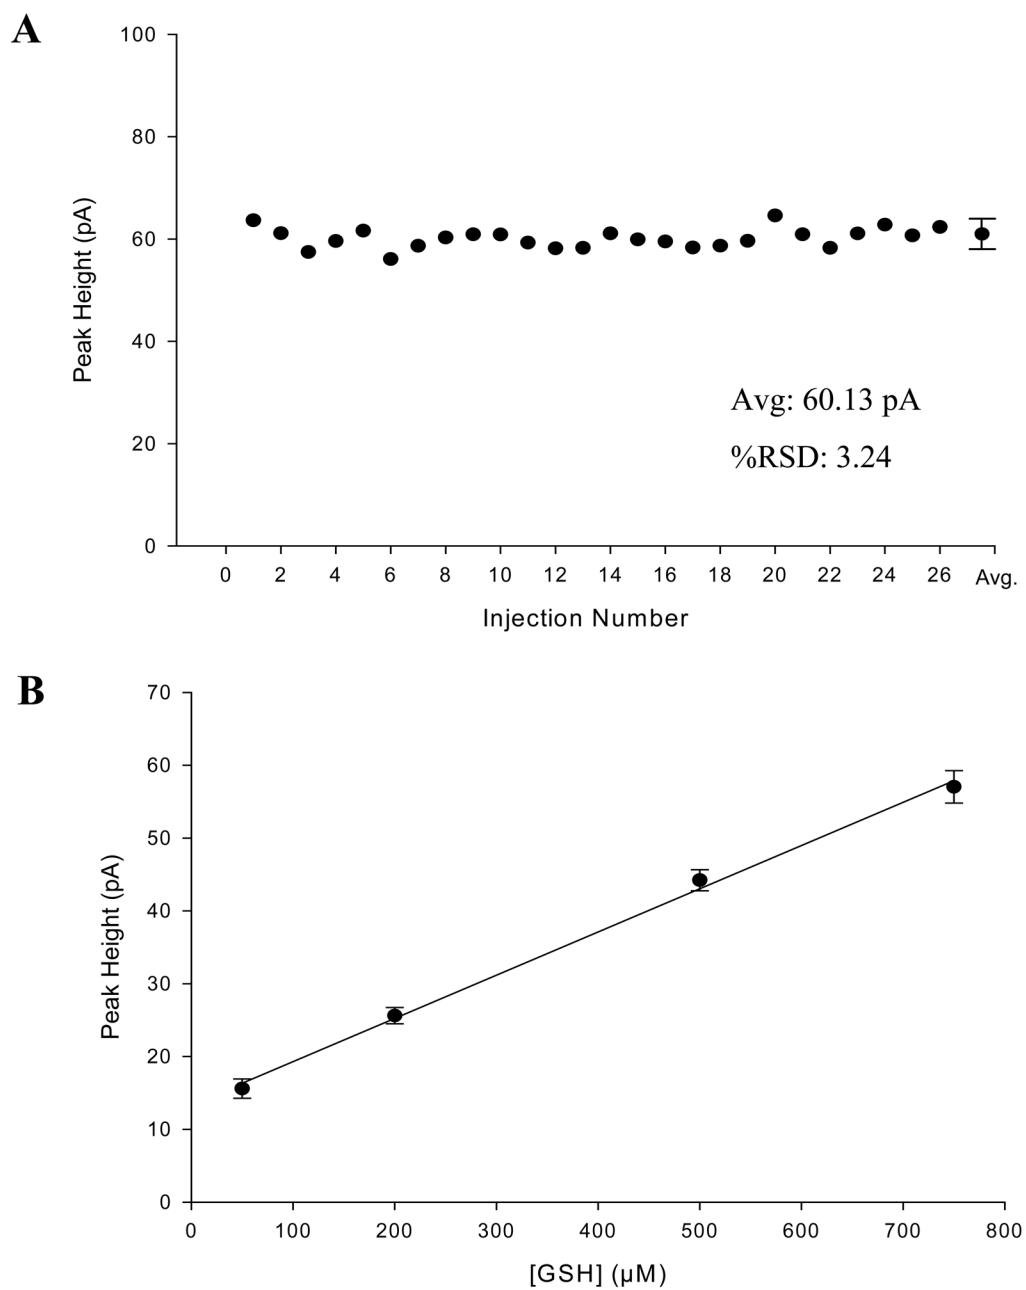 A
100
80
60
40
20
0
Peak Height (pA)
Avg: 60.13 pA
%RSD: 3.24
0 2 4 6 8 10 12 14 16 18 20 22 24 26 Avg.
Injection Number
B
70
60
50
40
30
20
10
0
Peak Height (pA)
0 100 200 300 400 500 600 700 800
[GSH] (µM)